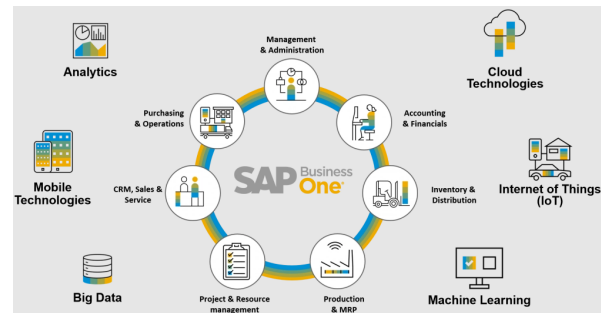 Management
& Administration
Analytics
Cloud
Technologies
Purchasing
& Operations
Accounting
& Financials
Mobile
Technologies
CRM, Sales &
Service
SAP Business
One
Inventory &
Distribution
Internet of Things
(IoT)
Big Data
Project & Resource
management
Production
& MRP
Machine Learning